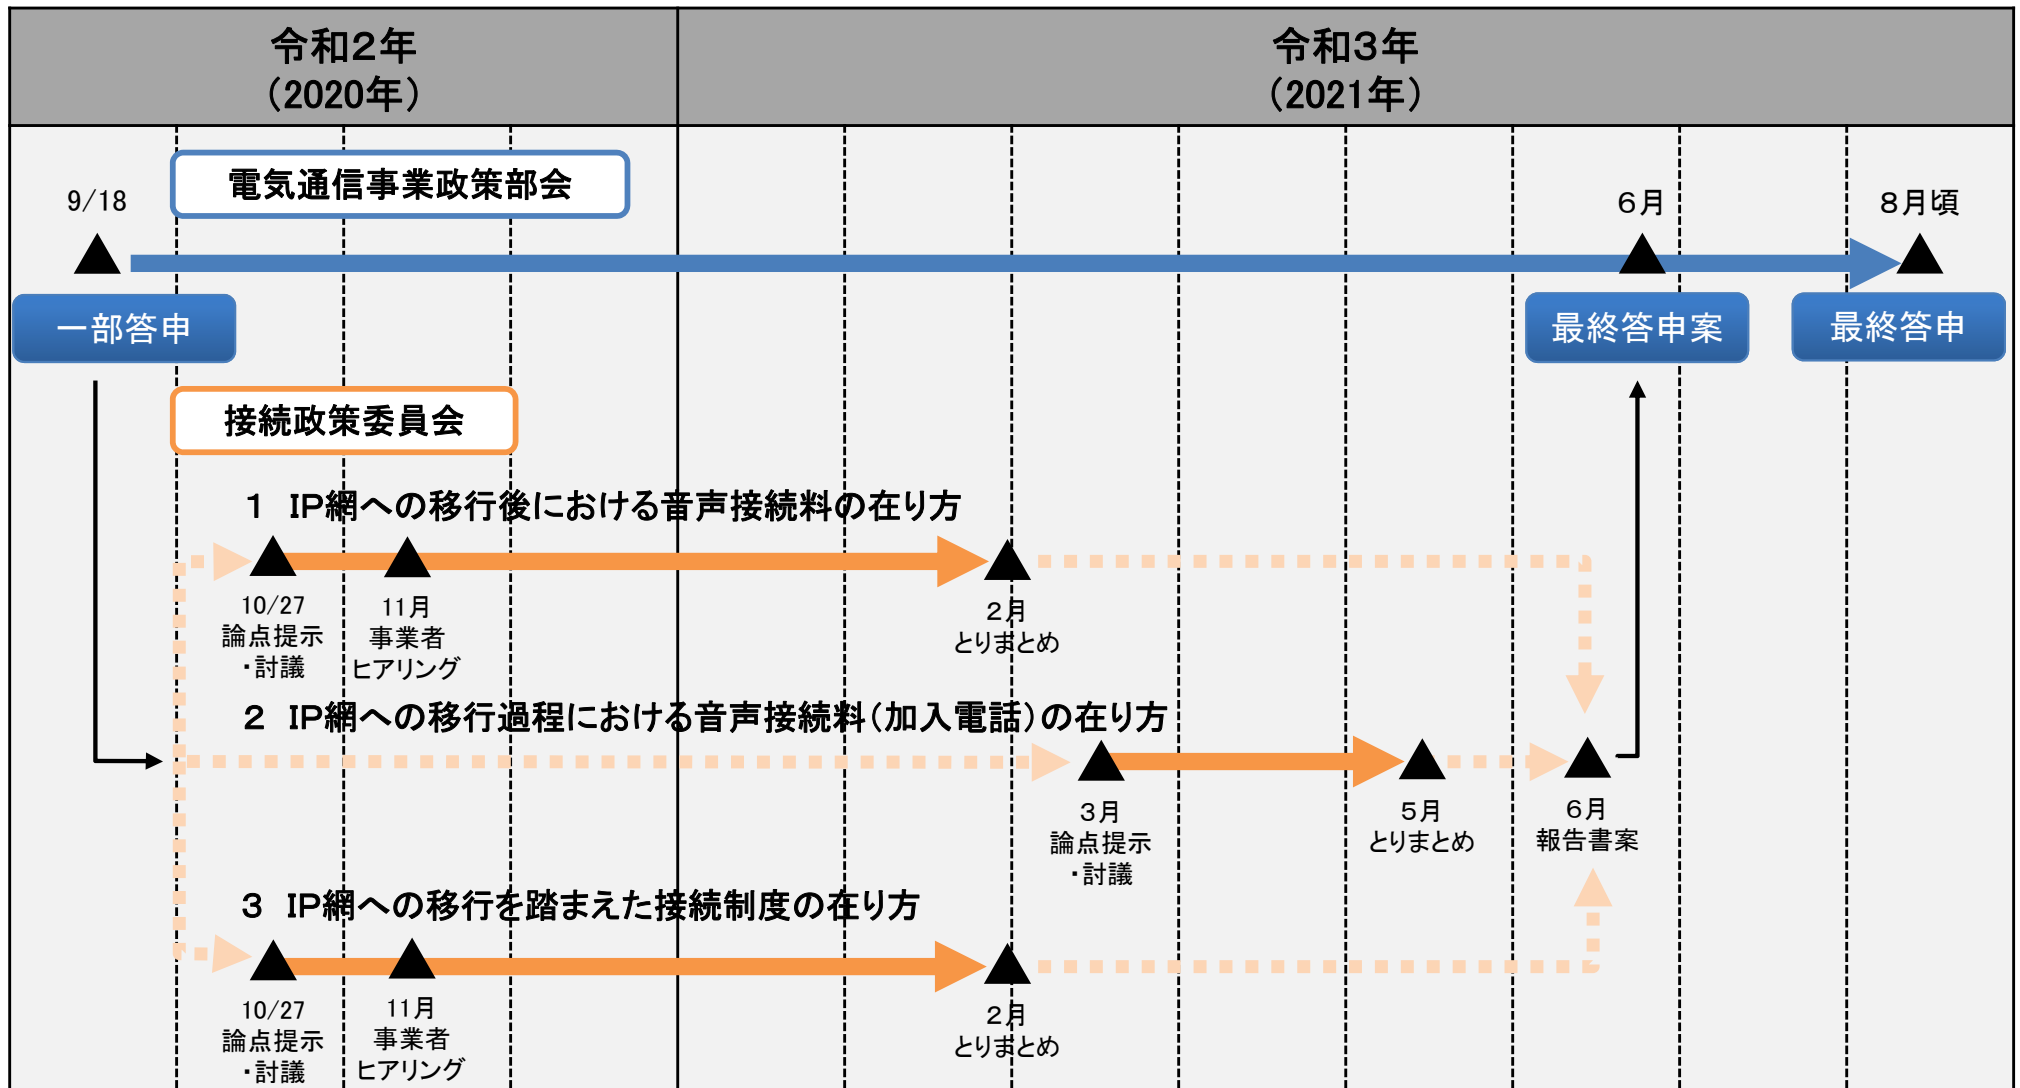 令和2年
（2020年）
令和3年
（2021年）
電気通信事業政策部会
9/18
6月
8月頃
一部答申
最終答申案
最終答申
接続政策委員会
1　IP網への移行後における音声接続料の在り方
10/27
論点提示
・討議
11月
事業者
ヒアリング
2月
とりまとめ
2　IP網への移行過程における音声接続料（加入電話）の在り方
3月
論点提示
・討議
5月
とりまとめ
6月
報告書案
3　IP網への移行を踏まえた接続制度の在り方
10/27
論点提示
・討議
11月
事業者
ヒアリング
2月
とりまとめ